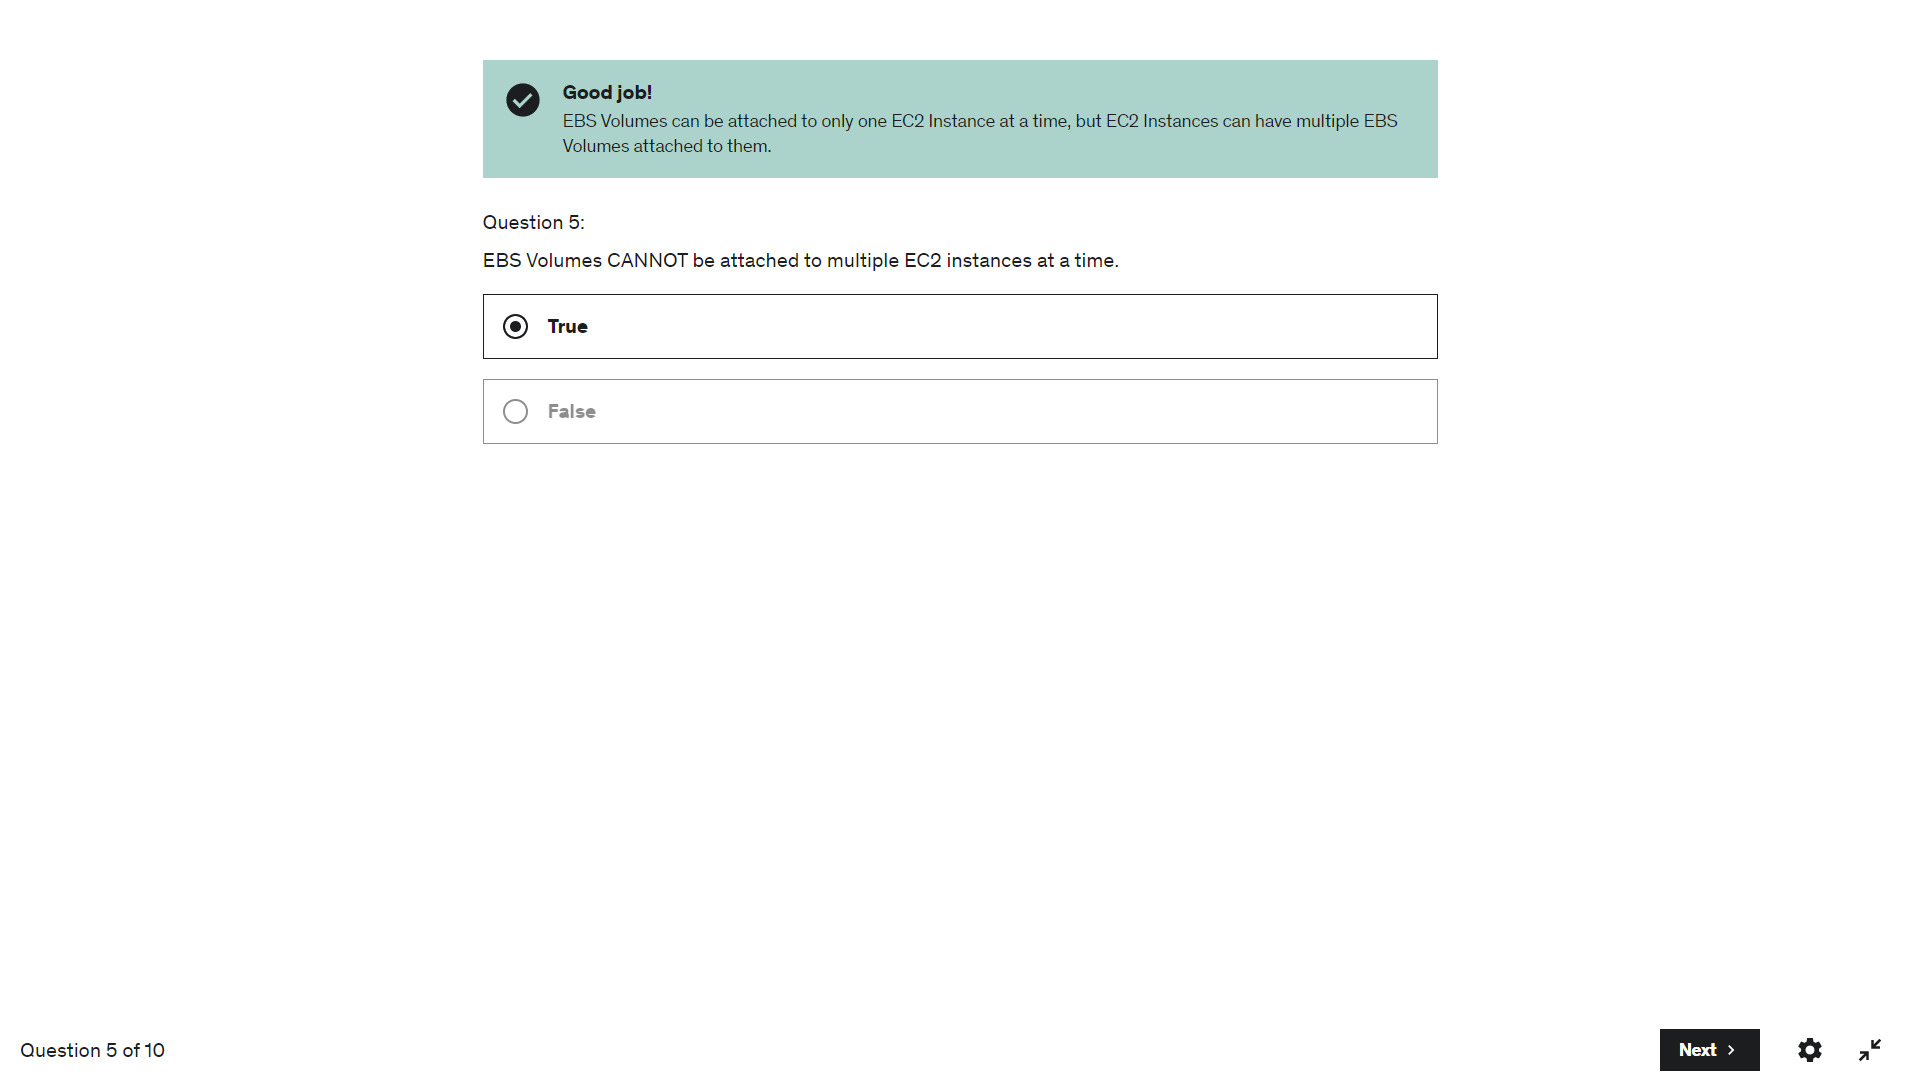 Good job!
EBS Volumes can be attached to only one EC2 Instance at a time, but EC2 Instances can have multiple EBS
Volumes attached to them.
Question 5:
EBS Volumes CANNOT be attached to multiple EC2 instances at a time.
True
False
Question 5 of 10
Next